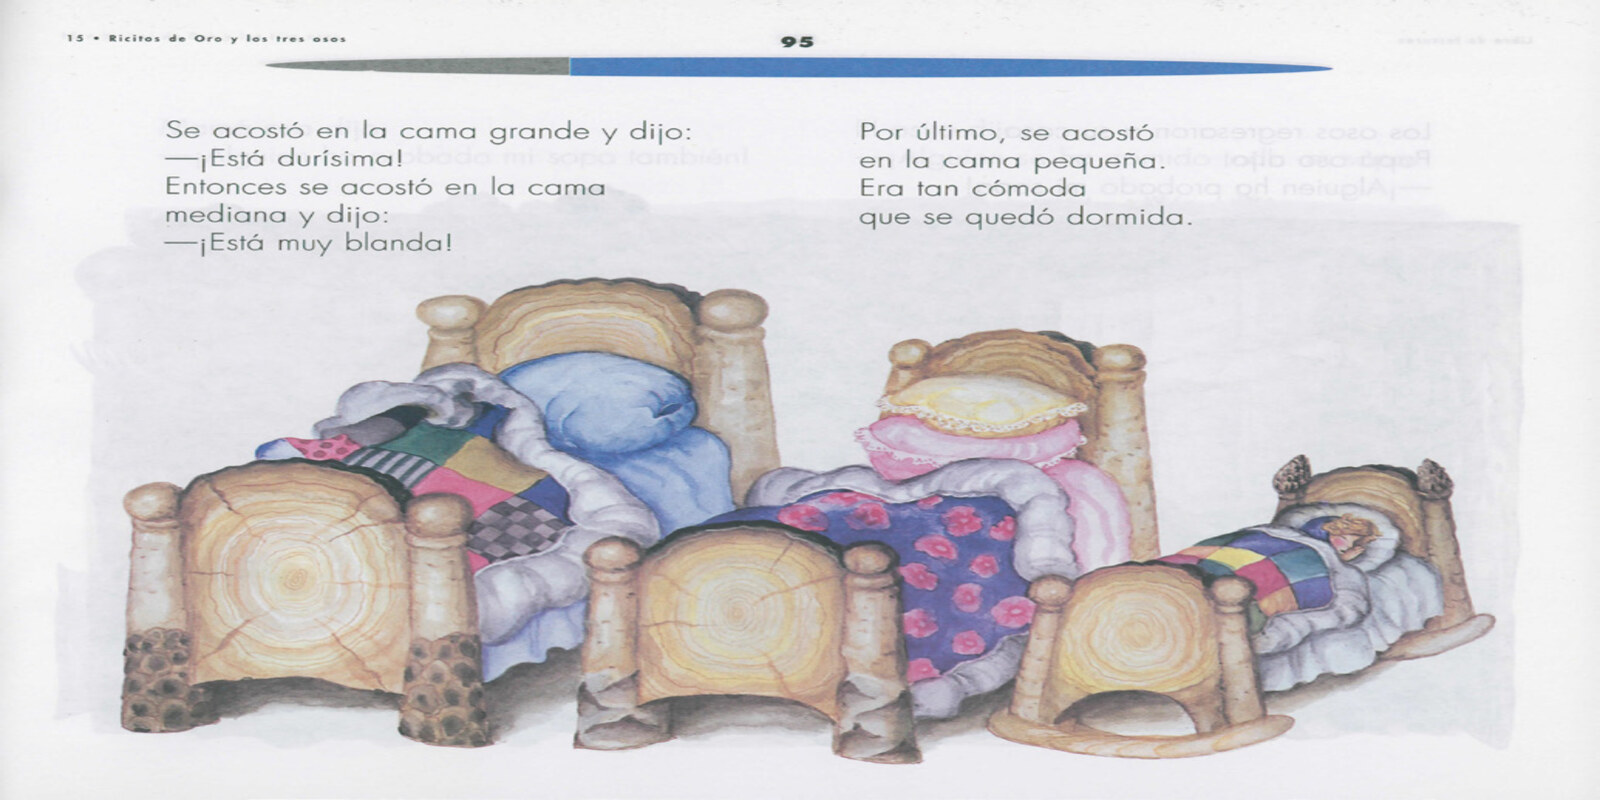 15 • Ricitos de Oro y los tres osos
95
Se acostó en la cama grande y dijo:
—¡Está durísima!
Entonces se acostó en la cama
mediana y dijo:
—¡Está muy blanda!
Por último, se acostó
en la cama pequeña.
Era tan cómoda
que se quedó dormida.